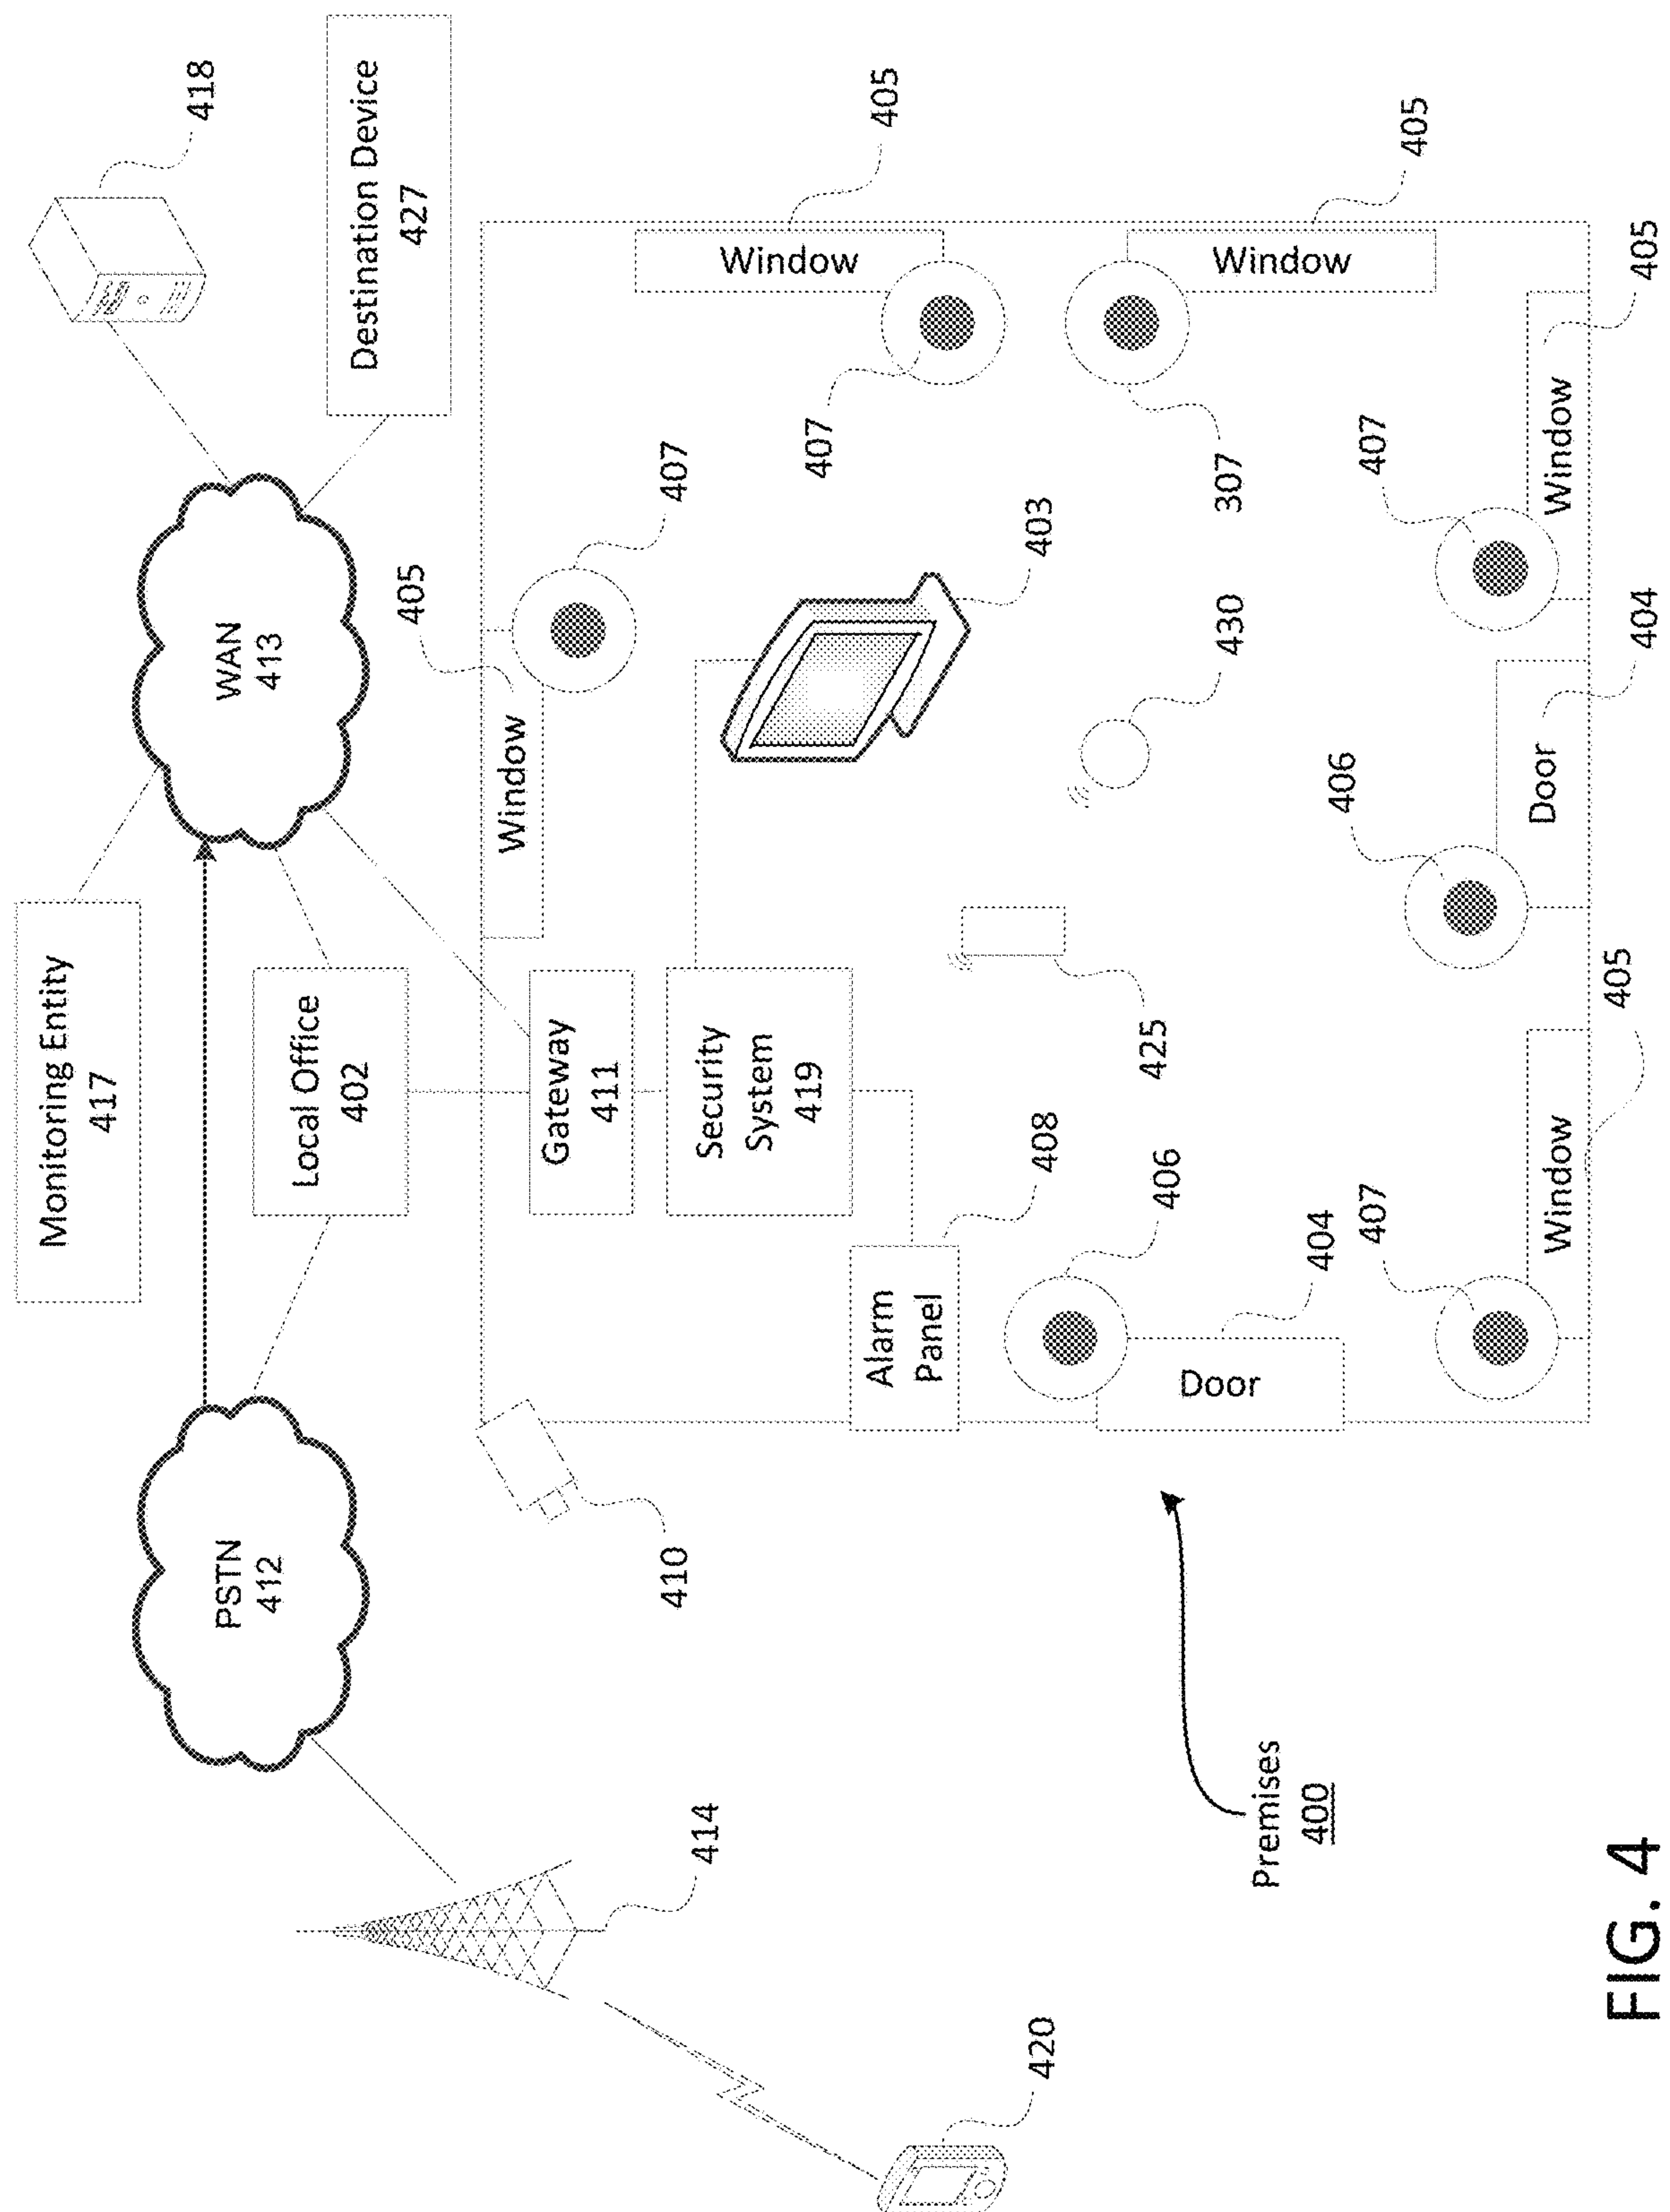 Monitoring Entity
417
418
PSTN
412
WAN
413
Local Office
402
Destination Device
427
405
Window
Gateway
411
410
407
414
Security
System
419
Window
407
405
Alarm
Panel
420
408
403
425
406
Door
430
307
Window
Premises
400
404
406
407
407
405
Window
Door
Window
405
404
405
FIG. 4